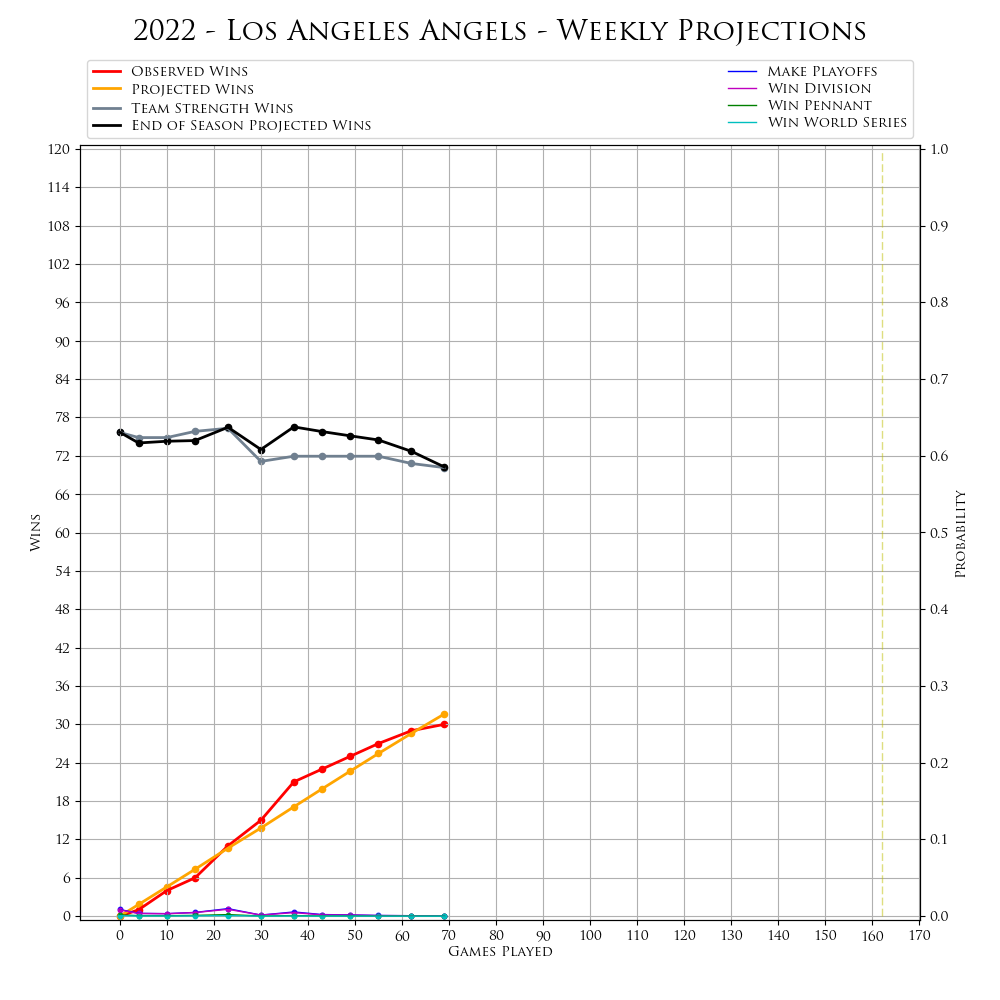 2022 - Los Angeles Angels - Weekly Projections
Observed Wins
Projected Wins
Team Strength Wins
End of Season Projected Wins
Make Playoffs
Win Division
Win Pennant
Win World Series
120
114
108
102
96
90
84
78
72
66
60
54
48
42
36
30
24
18
12
6
0
Wins
1.0
0.9
0.8
0.7
0.6
0.5
0.4
0.3
0.2
0.1
0.0
Probability
0 10 20 30 40 50 60 70 80 90 100 110 120 130 140 150 160 170
Games Played